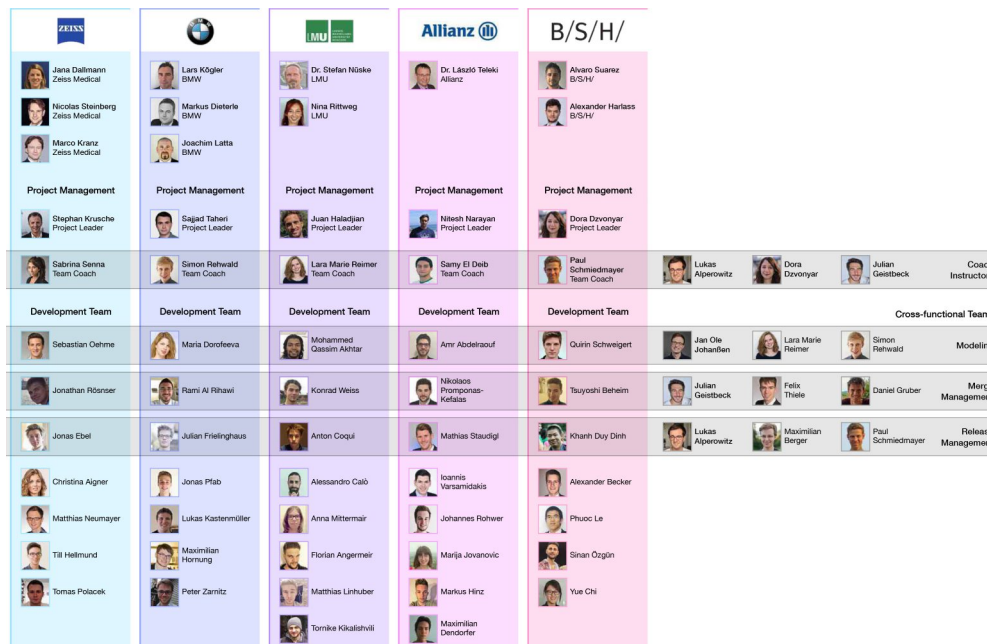 ZEISS
BMW
LMU
Allianz
B/S/H/
Jana Dallmann
Zeiss Medical
Lars Kögler
BMW
Dr. Stefan Nüske
LMU
Dr. László Teleki
Allianz
Alvaro Suarez
B/S/H/
Nicolas Steinberg
Zeiss Medical
Markus Dieterle
BMW
Nina Rittweg
LMU
Alexander Harlass
B/S/H/
Marco Kranz
Zeiss Medical
Joachim Latta
BMW
Project Management
Project Management
Project Management
Project Management
Project Management
Stephan Krusche
Project Leader
Sajjad Taheri
Project Leader
Juan Haladjian
Project Leader
Nitesh Narayan
Project Leader
Dora Dzvonyar
Project Leader
Sabrina Senna
Team Coach
Simon Rehwald
Team Coach
Lara Marie Reimer
Team Coach
Samy El Deib
Team Coach
Paul
Schmiedmayer
Team Coach
Lukas
Alperowitz
Dora
Dzvonyar
Julian
Geistbeck
Coac
Instructor
Development Team
Development Team
Development Team
Development Team
Development Team
Cross-functional Team
Sebastian Oehme
Maria Dorofeeva
Mohammed
Qassim Akhtar
Amr Abdelraouf
Quirin Schweigert
Jan Ole
Johanßen
Lara Marie
Reimer
Simon
Rehwald
Modelin
Jonathan Rösner
Rami Al Rihawi
Konrad Weiss
Nikolaos
Promponas-
Kefalas
Tsuyoshi Beheim
Julian
Geistbeck
Felix
Thiele
Daniel Gruber
Merg
Managemen
Jonas Ebel
Julian Frielinghaus
Anton Coqui
Mathias Staudigl
Khanh Duy Dinh
Lukas
Alperowitz
Maximilian
Berger
Paul
Schmiedmayer
Releas
Managemen
Christina Aigner
Jonas Pfab
Alessandro Calò
Ioannis
Varsamidakis
Alexander Becker
Matthias Neumayer
Lukas Kastenmüller
Anna Mittermair
Johannes Rohwer
Phuoc Le
Till Hellmund
Maximilian
Hornung
Florian Angermeir
Marija Jovanovic
Sinan Özgün
Tomas Polacek
Peter Zarnitz
Matthias Linhuber
Markus Hinz
Yue Chi
Tornike Kikalishvili
Maximilian
Dendorfer